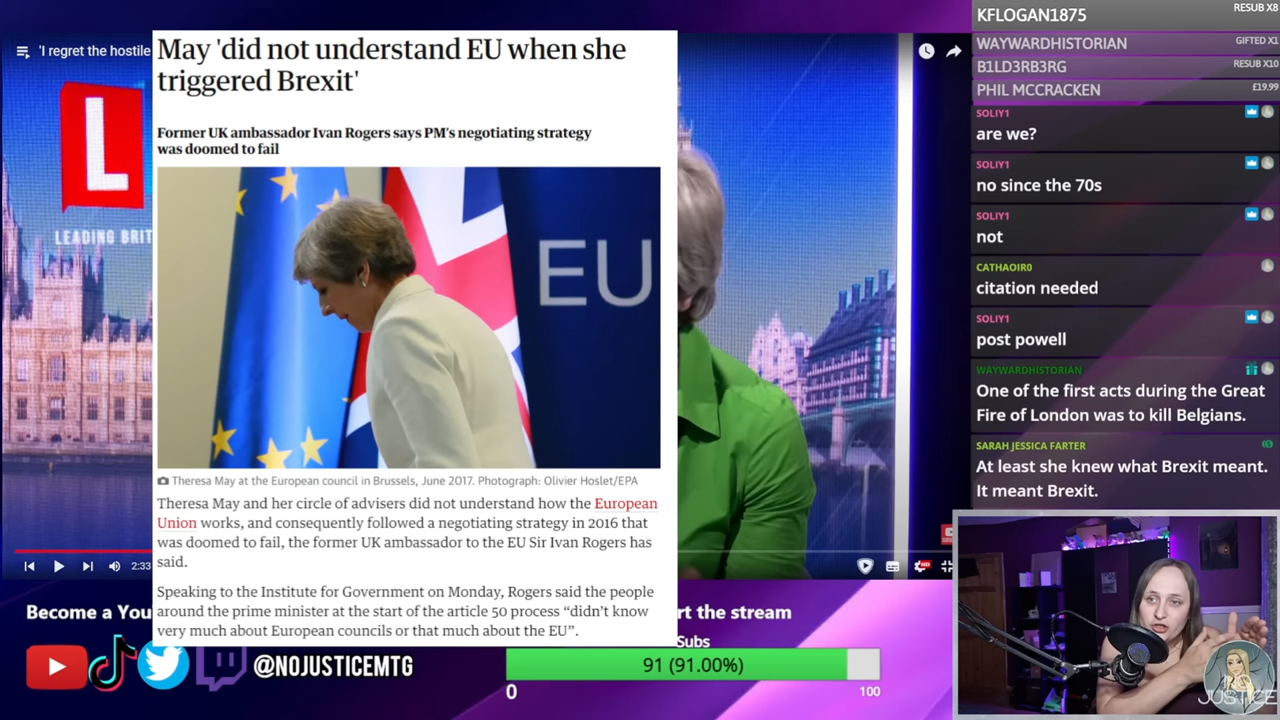 'I regret the hostile
L
LEADING BRIT
May 'did not understand EU when she
triggered Brexit'
Former UK ambassador Ivan Rogers says PM's negotiating strategy
was doomed to fail
EU
Theresa May at the European council in Brussels, June 2017. Photograph: Olivier Hoslet/EPA
Theresa May and her circle of advisers did not understand how the European
Union works, and consequently followed a negotiating strategy in 2016 that
was doomed to fail, the former UK ambassador to the EU Sir Ivan Rogers has
said.
Speaking to the Institute for Government on Monday, Rogers said the people
around the prime minister at the start of the article 50 process “didn't know
very much about European councils or that much about the EU”.
2:33
HD
Become a You
rt the stream
Subs
@NOJUSTICEMTG
91 (91.00%)
0
100
KFLOGAN1875
RESUB X8
WAYWARDHISTORIAN
GIFTED X1
B1LD3RB3RG
RESUB X10
PHIL MCCRACKEN
£19.99
SOLIY1
are we?
SOLIY1
no since the 70s
SOLIY1
not
CATHAOIR0
citation needed
SOLIY1
post powell
WAYWARDHISTORIAN
One of the first acts during the Great
Fire of London was to kill Belgians.
SARAH JESSICA FARTER
At least she knew what Brexit meant.
It meant Brexit.
JUSTICE